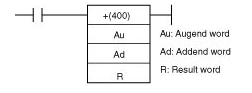 +(400)
Au Au: Augend word
Ad Ad: Addend word
R R: Result word